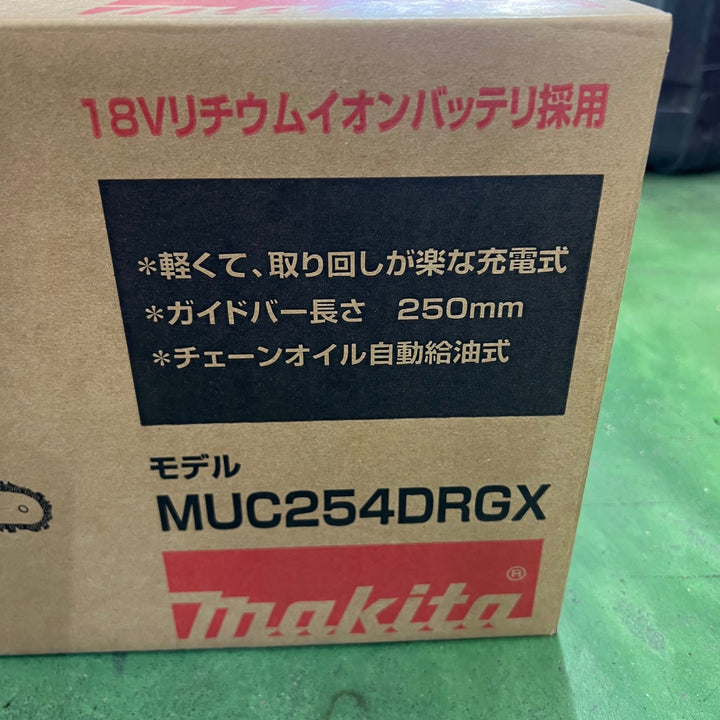 18Vリチウムイオンバッテリ採用
*軽くて、取り回しが楽な充電式
*ガイドバー長さ 250mm
*チェーンオイル自動給油式
モデル
MUC254DRGX
makita®